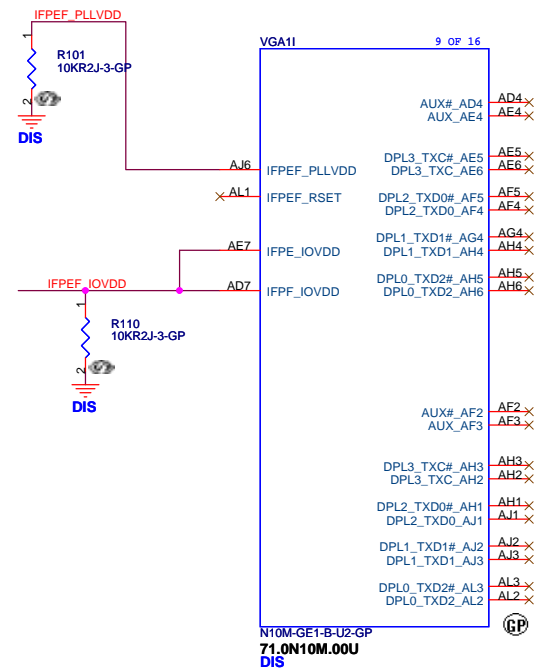 IFPEF_PLLVDD
1
R101
10KR2J-3-GP
2
DIS
VGA1I
9 OF 16
AJ6
IFPEF_PLLVDD
AL1
IFPEF_RSET
AE7
IFPE_IOVDD
IFPEF_IOVDD
AD7
IFPF_IOVDD
1
R110
10KR2J-3-GP
2
DIS
AUX#_AD4
AD4
AUX_AE4
AE4
DPL3_TXC#_AE5
AE5
DPL3_TXC_AE6
AE6
DPL2_TXD0#_AF5
AF5
DPL2_TXD0_AF4
AF4
DPL1_TXD1#_AG4
AG4
DPL1_TXD1_AH4
AH4
DPL0_TXD2#_AH5
AH5
DPL0_TXD2_AH6
AH6
AUX#_AF2
AF2
AUX_AF3
AF3
DPL3_TXC#_AH3
AH3
DPL3_TXC_AH2
AH2
DPL2_TXD0#_AH1
AH1
DPL2_TXD0_AJ1
AJ1
DPL1_TXD1#_AJ2
AJ2
DPL1_TXD1_AJ3
AJ3
DPL0_TXD2#_AL3
AL3
DPL0_TXD2_AL2
AL2
GP
N10M-GE1-B-U2-GP
71.0N10M.00U
DIS